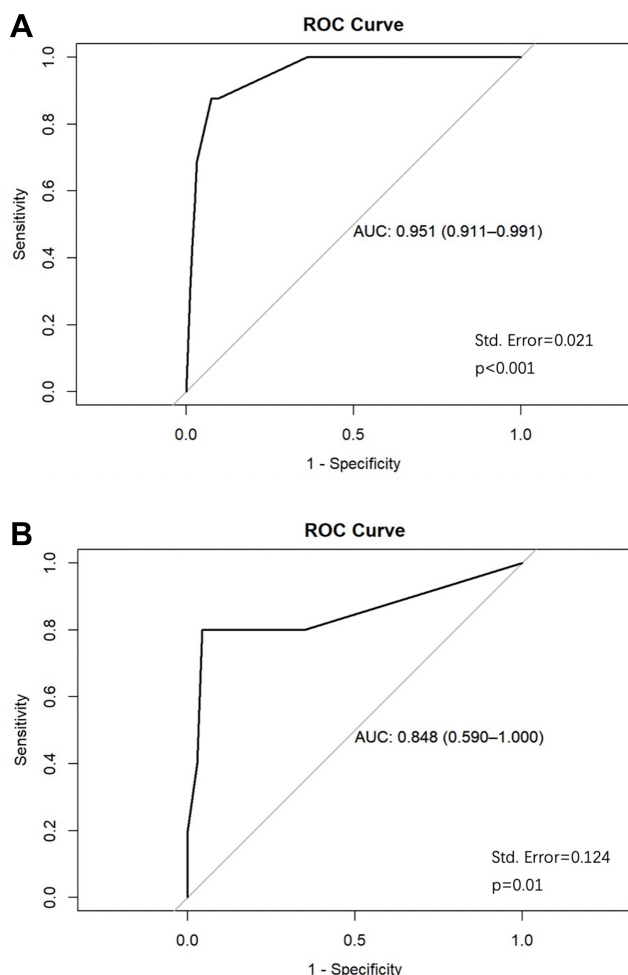 A
ROC Curve
Sensitivity
1.0
0.8
0.6
0.4
0.2
0.0
AUC: 0.951 (0.911–0.991)
Std. Error=0.021
p<0.001
0.0 0.5 1.0
1 - Specificity
B
ROC Curve
Sensitivity
1.0
0.8
0.6
0.4
0.2
0.0
AUC: 0.848 (0.590–1.000)
Std. Error=0.124
p=0.01
0.0 0.5 1.0
1 - Specificity